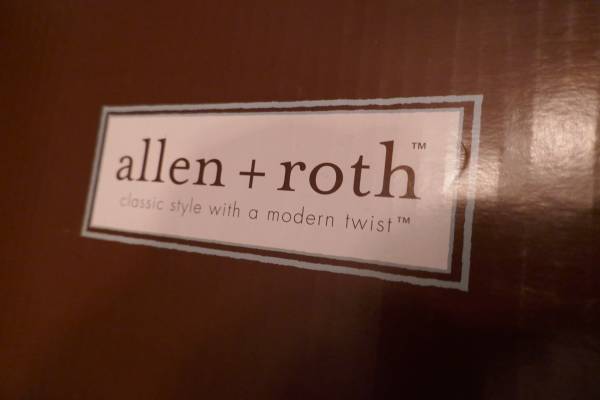 allen + roth™
classic style with a modern twist™